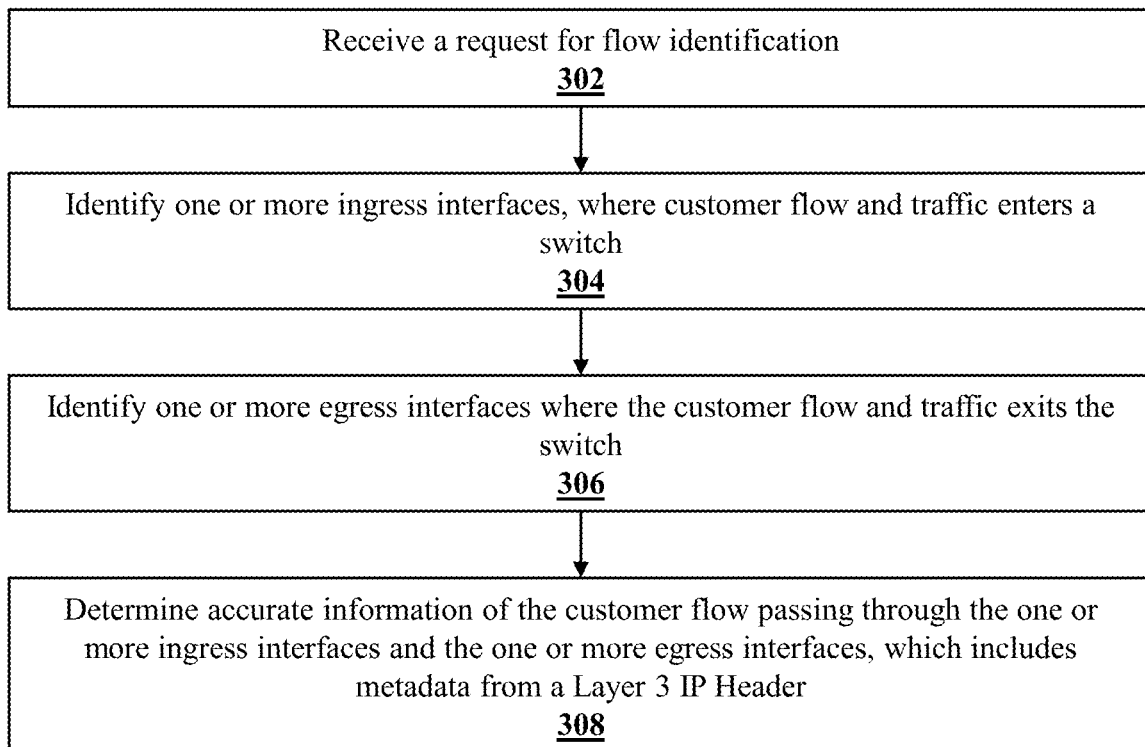 Receive a request for flow identification
302
Identify one or more ingress interfaces, where customer flow and traffic enters a
switch
304
Identify one or more egress interfaces where the customer flow and traffic exits the
switch
306
Determine accurate information of the customer flow passing through the one or
more ingress interfaces and the one or more egress interfaces, which includes
metadata from a Layer 3 IP Header
308